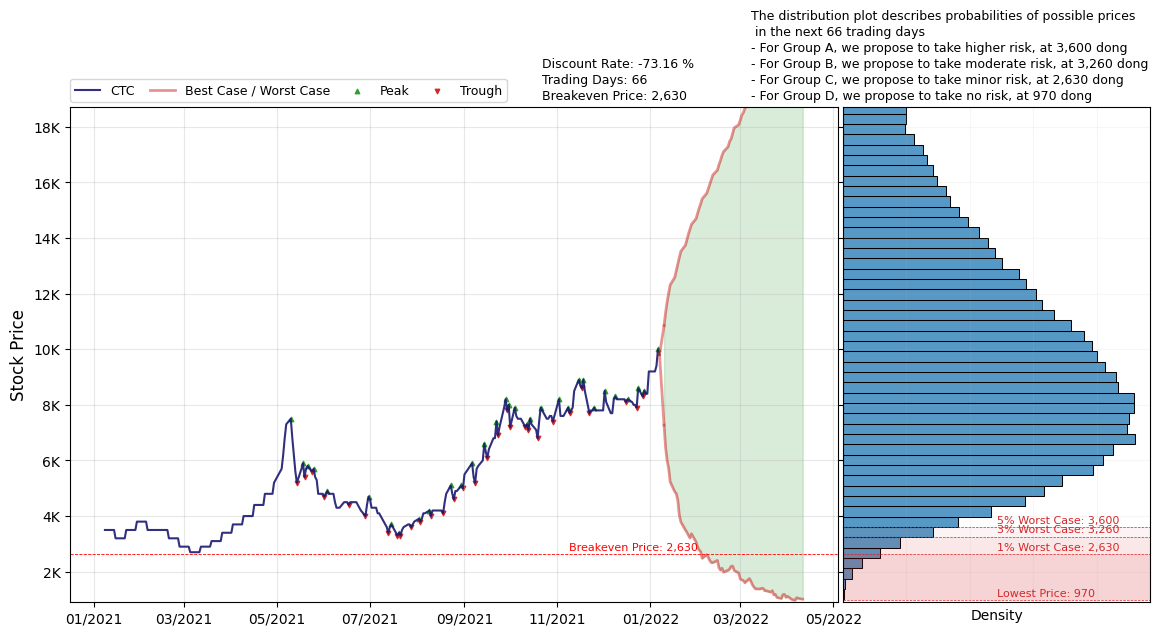 The distribution plot describes probabilities of possible prices
in the next 66 trading days
- For Group A, we propose to take higher risk, at 3,600 dong
- For Group B, we propose to take moderate risk, at 3,260 dong
- For Group C, we propose to take minor risk, at 2,630 dong
- For Group D, we propose to take no risk, at 970 dong
Discount Rate: -73.16 %
Trading Days: 66
Breakeven Price: 2,630
CTC
Best Case / Worst Case
Peak
Trough
Stock Price
18K
16K
14K
12K
10K
8K
6K
4K
2K
Breakeven Price: 2,630
01/2021
03/2021
05/2021
07/2021
09/2021
11/2021
01/2022
03/2022
05/2022
5% Worst Case: 3,600
3% Worst Case: 3,260
1% Worst Case: 2,630
Lowest Price: 970
Density